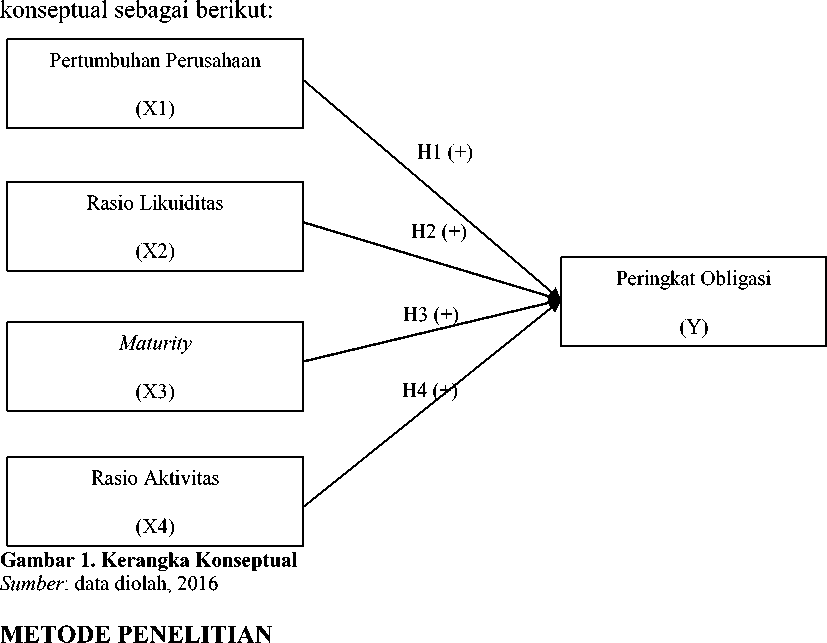 konseptual sebagai berikut:
Pertumbuhan Perusahaan
(X1)
H1 (+)
Rasio Likuiditas
(X2)
H2 (+)
Peringkat Obligasi
(Y)
H3 (+)
Maturity
(X3)
H4 (+)
Rasio Aktivitas
(X4)
Gambar 1. Kerangka Konseptual
Sumber: data diolah, 2016
METODE PENELITIAN